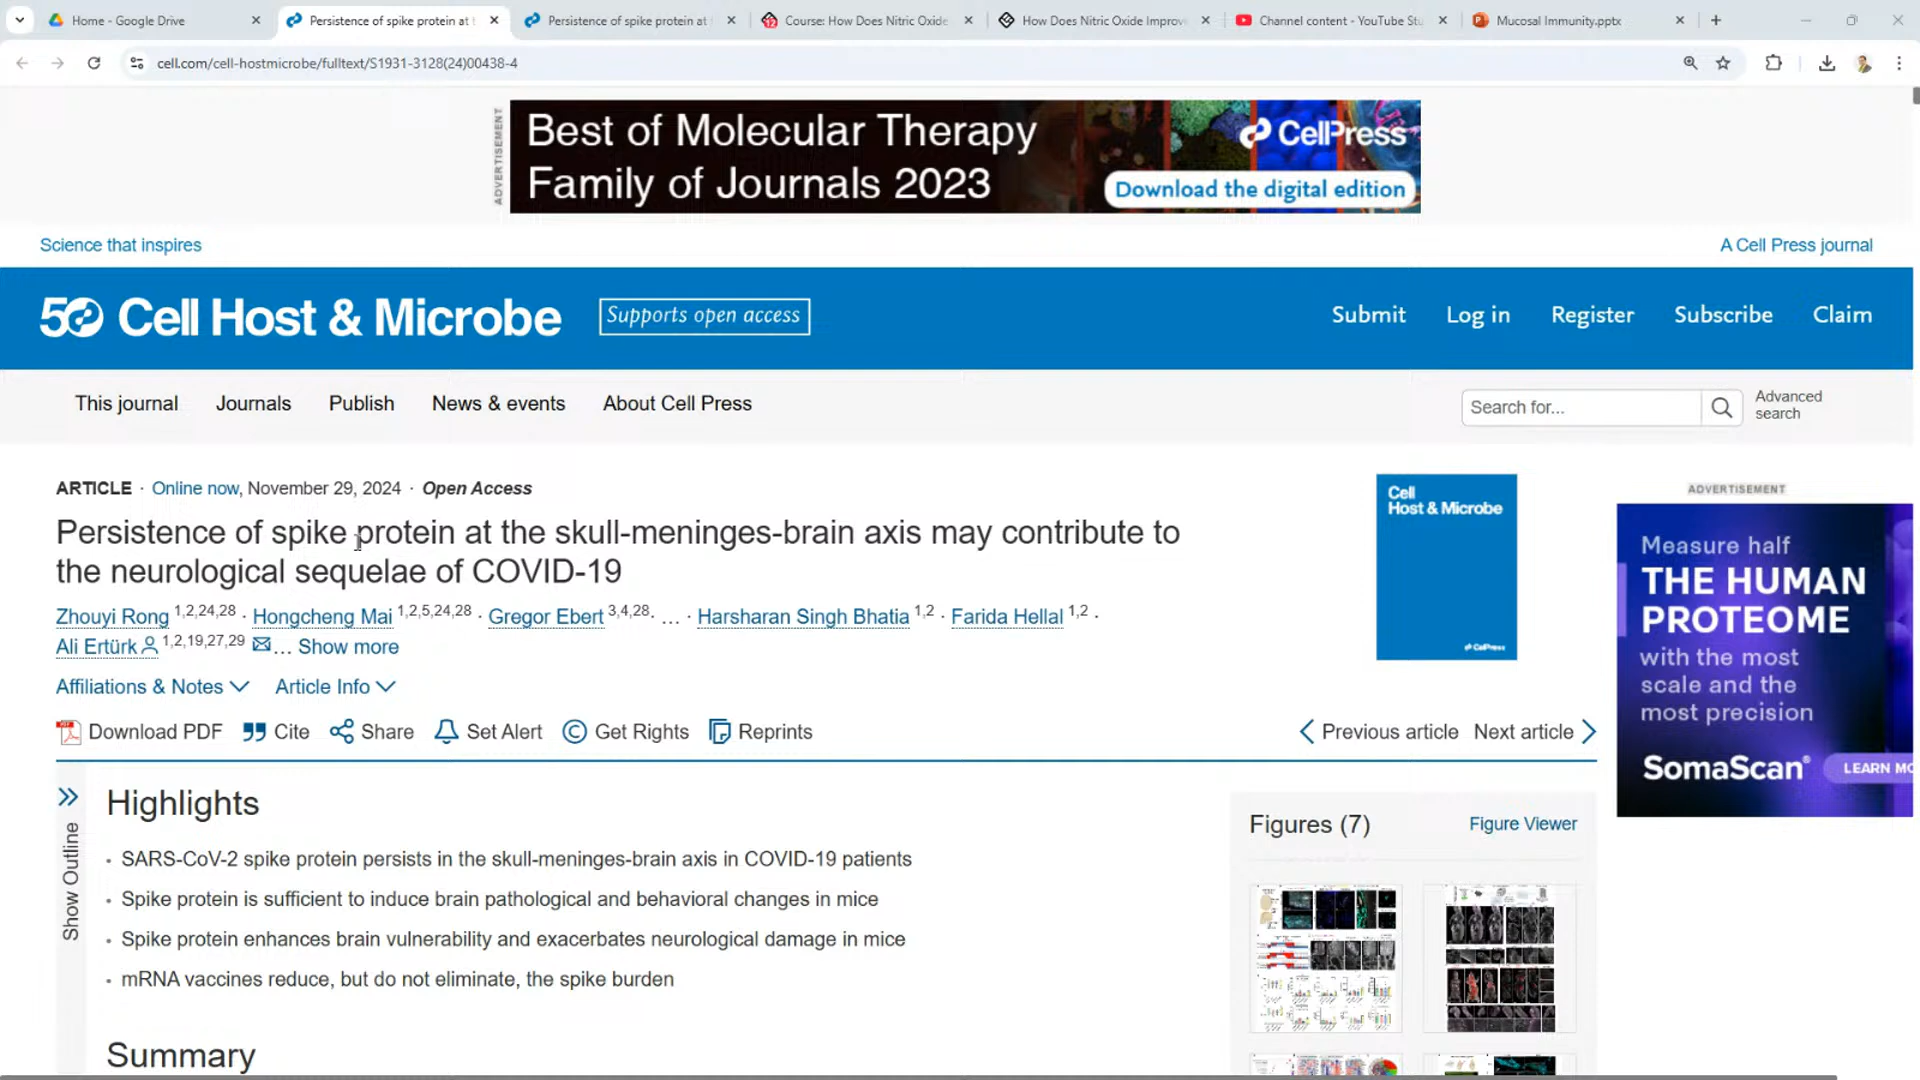 Home - Google Drive
Persistence of spike protein at t
Persistence of spike protein at
Course: How Does Nitric Oxide
How Does Nitric Oxide Improv
Channel content - YouTube Stu
Mucosal Immunity.pptx
cell.com/cell-hostmicrobe/fulltext/S1931-3128(24)00438-4
ADVERTISEMENT
Best of Molecular Therapy
Family of Journals 2023
CellPress
Download the digital edition
Science that inspires
A Cell Press journal
50 Cell Host & Microbe
Supports open access
Submit
Log in
Register
Subscribe
Claim
This journal
Journals
Publish
News & events
About Cell Press
Search for...
Advanced
search
ARTICLE · Online now, November 29, 2024 · Open Access
Persistence of spike protein at the skull-meninges-brain axis may contribute to
the neurological sequelae of COVID-19
Zhouyi Rong 1,2,24,28 · Hongcheng Mai 1,2,5,24,28 · Gregor Ebert 3,4,28 · … · Harsharan Singh Bhatia 1,2 · Farida Hellal 1,2 ·
Ali Ertürk 1,2,19,27,29 … Show more
Affiliations & Notes
Article Info
Download PDF
Cite
Share
Set Alert
Get Rights
Reprints
Previous article
Next article
Cell
Host & Microbe
CellPress
ADVERTISEMENT
Measure half
THE HUMAN
PROTEOME
with the most
scale and the
most precision
SomaScan®
LEARN MO
Show Outline
Highlights
• SARS-CoV-2 spike protein persists in the skull-meninges-brain axis in COVID-19 patients
• Spike protein is sufficient to induce brain pathological and behavioral changes in mice
• Spike protein enhances brain vulnerability and exacerbates neurological damage in mice
• mRNA vaccines reduce, but do not eliminate, the spike burden
Summary
Figures (7)
Figure Viewer